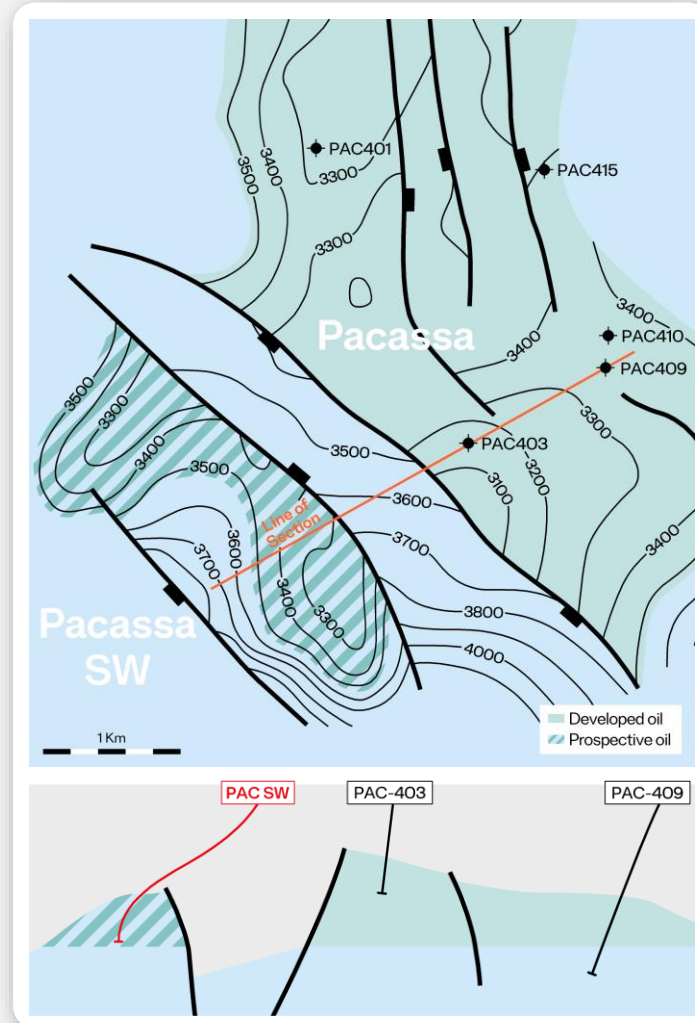 3500
3400
PAC401
3300
PAC415
3300
3400
Pacassa
PAC410
3400
PAC409
3500
3300
3400
3500
3500
PAC403
3300
3200
3100
3600
Line of
Section
3600
3700
3700
3400
3400
3300
3800
4000
Pacassa
SW
1 Km
Developed oil
Prospective oil
PAC SW
PAC-403
PAC-409